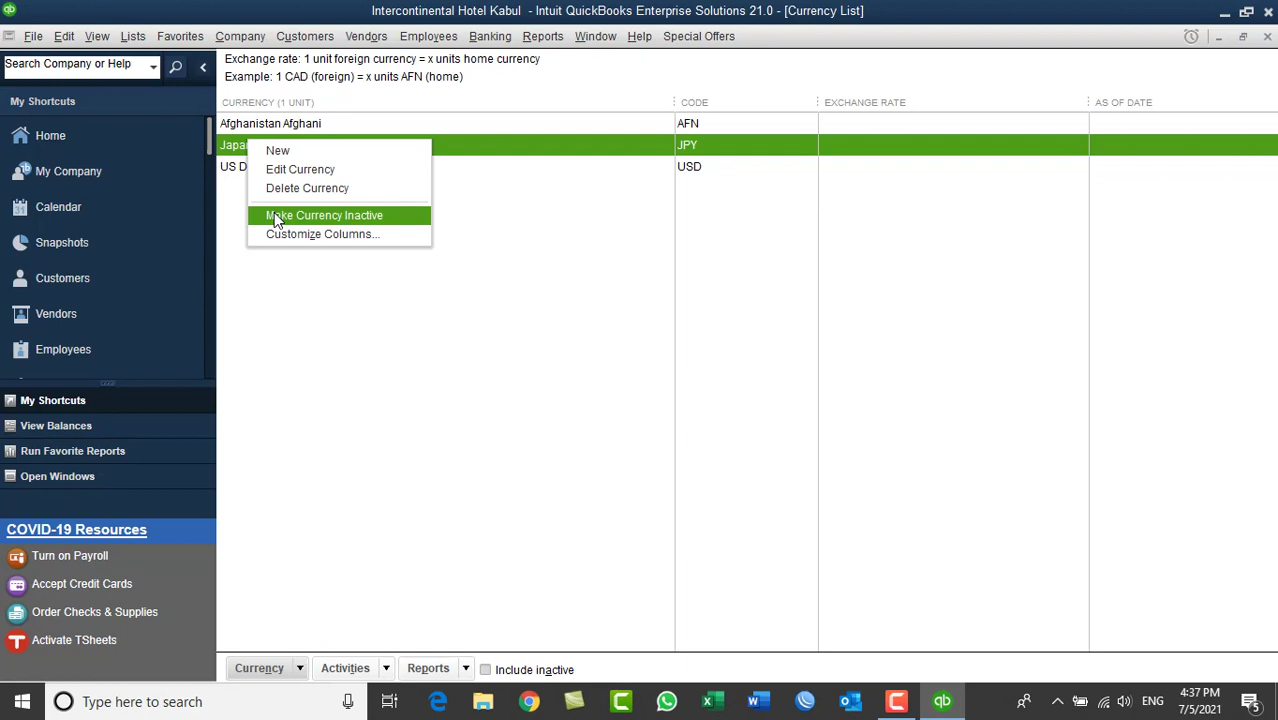 Intercontinental Hotel Kabul - Intuit QuickBooks Enterprise Solutions 21.0 - [Currency List]
File Edit View Lists Favorites Company Customers Vendors Employees Banking Reports Window Help Special Offers
Search Company or Help
My Shortcuts
Home
My Company
Calendar
Snapshots
Customers
Vendors
Employees
My Shortcuts
View Balances
Run Favorite Reports
Open Windows
COVID-19 Resources
Turn on Payroll
Accept Credit Cards
Order Checks & Supplies
Activate TSheets
Exchange rate: 1 unit foreign currency = x units home currency
Example: 1 CAD (foreign) = x units AFN (home)
CURRENCY (1 UNIT) CODE EXCHANGE RATE AS OF DATE
Afghanistan Afghani AFN
Japa JPY
US D USD
New
Edit Currency
Delete Currency
Make Currency Inactive
Customize Columns...
Currency Activities Reports Include inactive
Type here to search
ENG
4:37 PM
7/5/2021
5